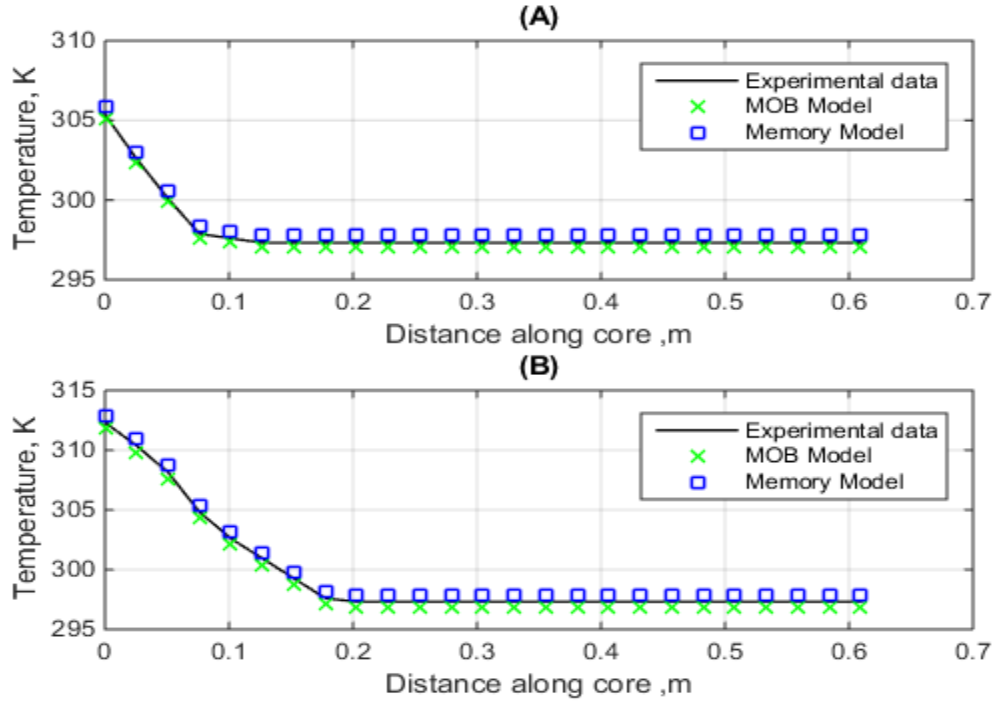 (A)
310
305
300
295
Temperature, K
0 0.1 0.2 0.3 0.4 0.5 0.6 0.7
Distance along core ,m
Experimental data
MOB Model
Memory Model
(B)
315
310
305
300
295
Temperature, K
0 0.1 0.2 0.3 0.4 0.5 0.6 0.7
Distance along core ,m
Experimental data
MOB Model
Memory Model